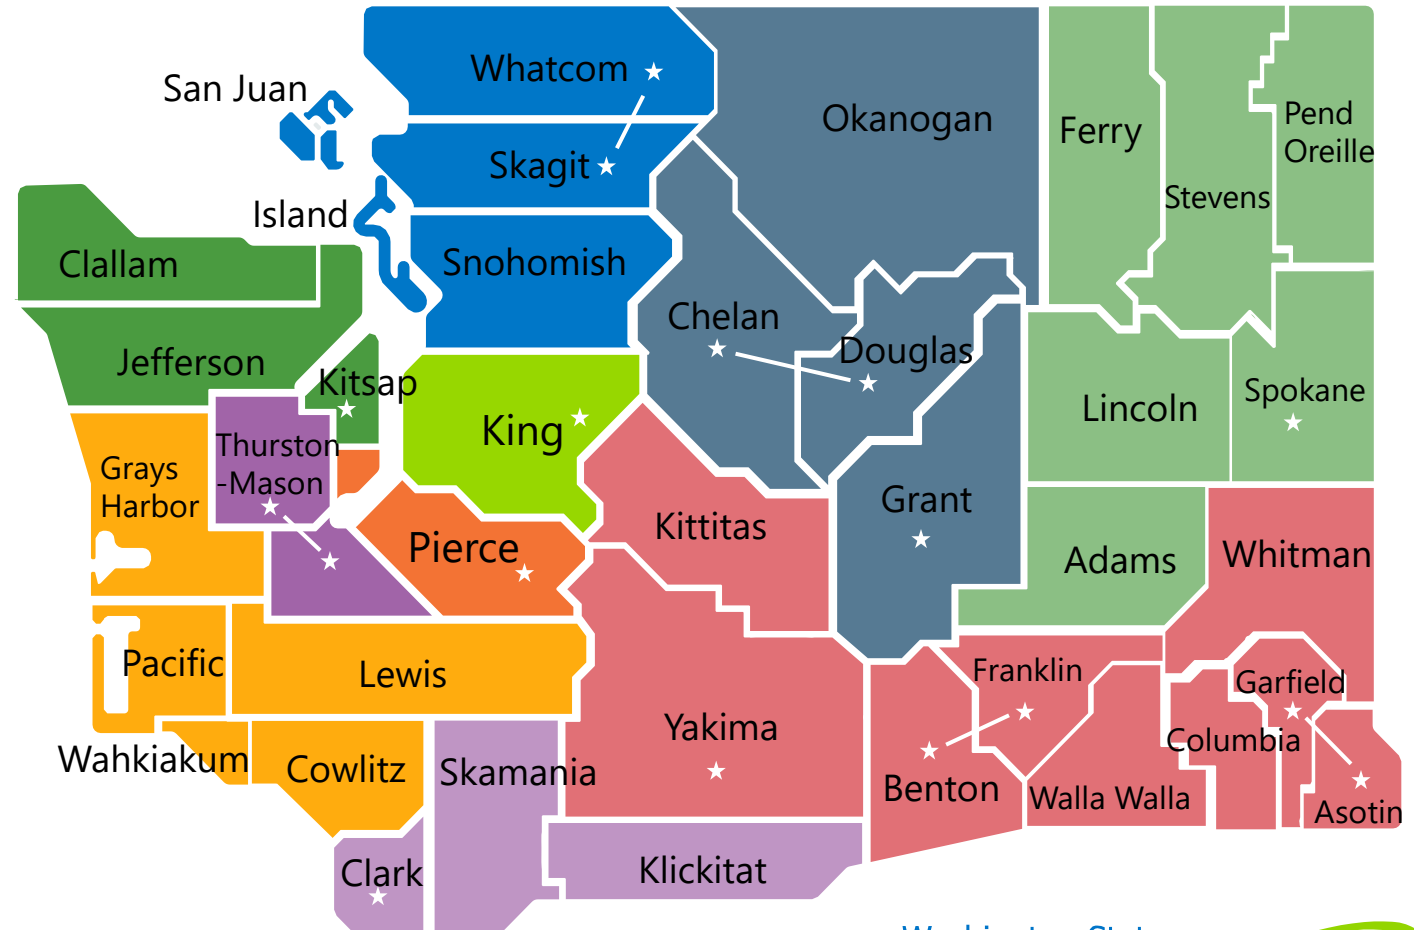 Whatcom
San Juan
Okanogan
Ferry
Pend
Oreille
Skagit
Stevens
Island
Clallam
Snohomish
Chelan
Douglas
Jefferson
Kitsap
King
Lincoln
Spokane
Thurston
-Mason
Grays
Harbor
Grant
Kittitas
Pierce
Adams
Whitman
Pacific
Lewis
Franklin
Garfield
Yakima
Columbia
Wahkiakum
Cowlitz
Skamania
Benton
Walla Walla
Asotin
Clark
Klickitat